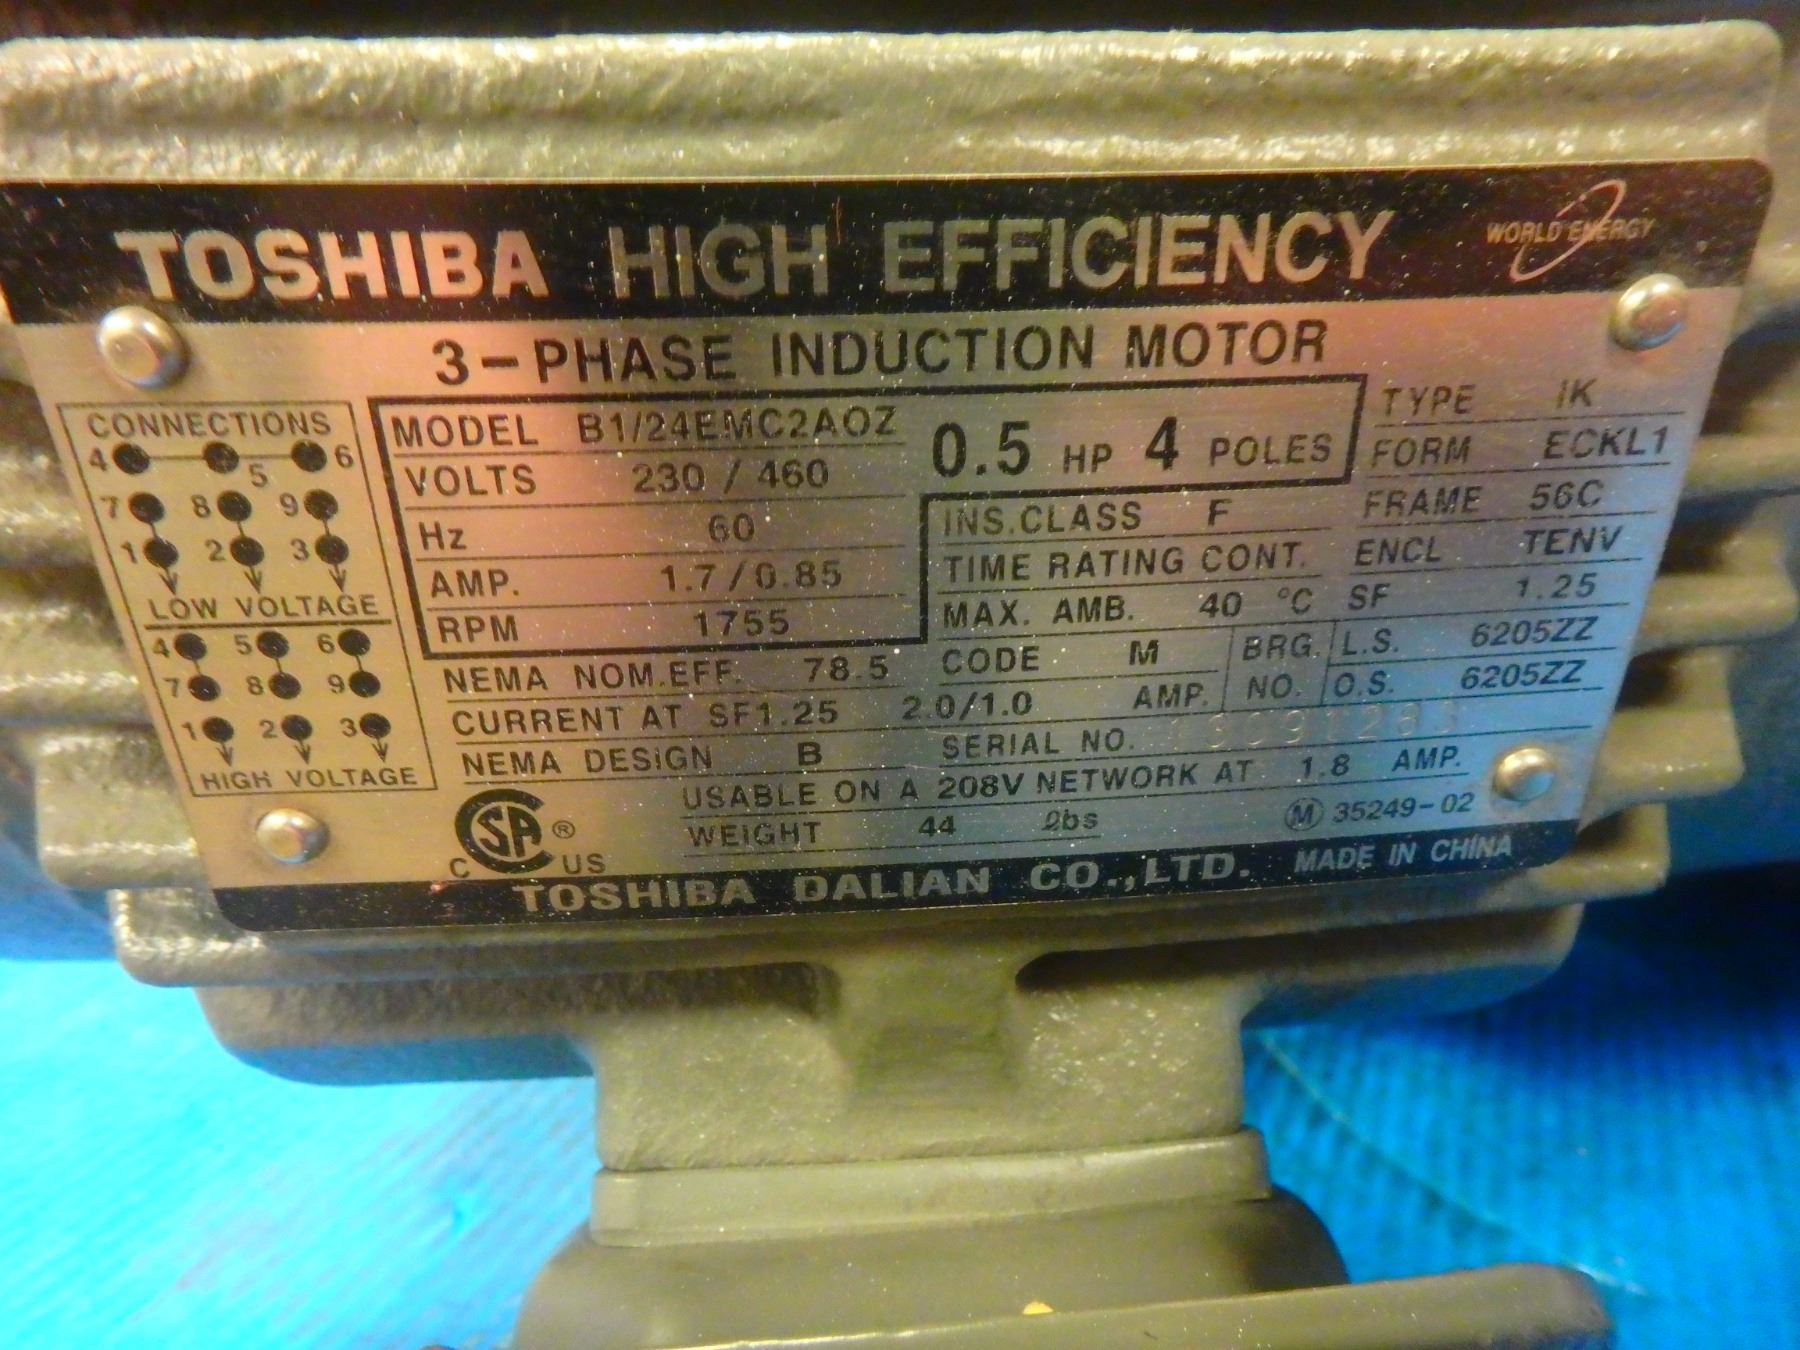 TOSHIBA HIGH EFFICIENCY WORLD ENERGY
3-PHASE INDUCTION MOTOR
CONNECTIONS
4 5 6
7 8 9
1 2 3
LOW VOLTAGE
4 5 6
7 8 9
1 2 3
HIGH VOLTAGE
MODEL B1/24EMC2AOZ
VOLTS 230 / 460
Hz 60
AMP. 1.7/0.85
RPM 1755
0.5 HP 4 POLES
TYPE IK
FORM ECKL1
FRAME 56C
ENCL TENV
SF 1.25
INS.CLASS F
TIME RATING CONT.
MAX. AMB. 40 °C
NEMA NOM.EFF. 78.5
CODE M
BRG. NO.
L.S. 6205ZZ
O.S. 6205ZZ
CURRENT AT SF1.25 2.0/1.0 AMP.
NEMA DESIGN B
SERIAL NO.
USABLE ON A 208V NETWORK AT 1.8 AMP.
WEIGHT 44 lbs
Ⓜ 35249-02
C SA ® US
TOSHIBA DALIAN CO.,LTD. MADE IN CHINA